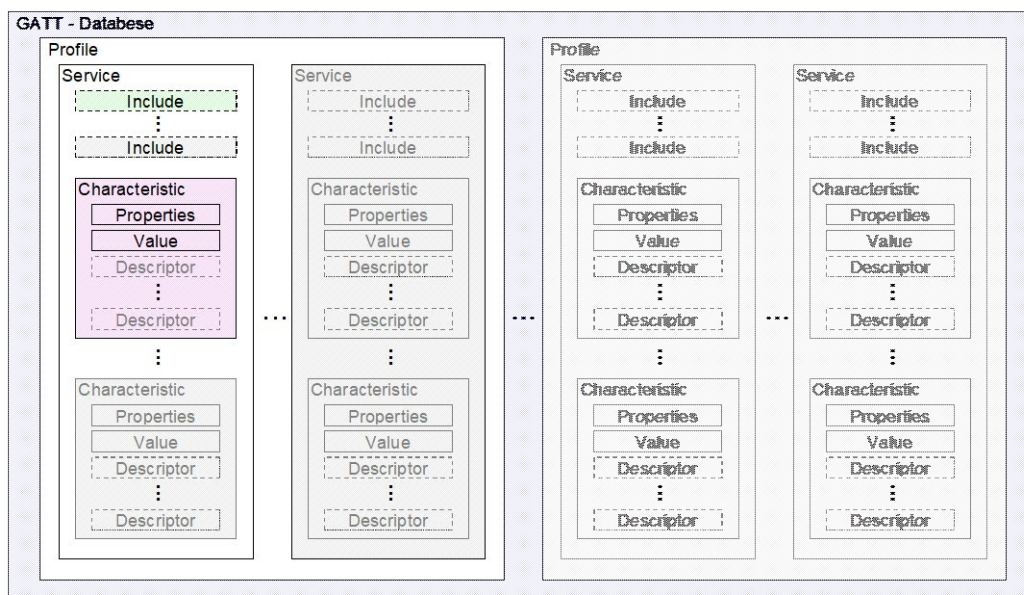 GATT - Databese
Profile
Service
Include
Include
Characteristic
Properties
Value
Descriptor
Descriptor
Characteristic
Properties
Value
Descriptor
Descriptor
...
Service
Include
Include
Characteristic
Properties
Value
Descriptor
Descriptor
Characteristic
Properties
Value
Descriptor
Descriptor
...
Profile
Service
Include
Include
Characteristic
Properties
Value
Descriptor
Descriptor
Characteristic
Properties
Value
Descriptor
Descriptor
...
Service
Include
Include
Characteristic
Properties
Value
Descriptor
Descriptor
Characteristic
Properties
Value
Descriptor
Descriptor